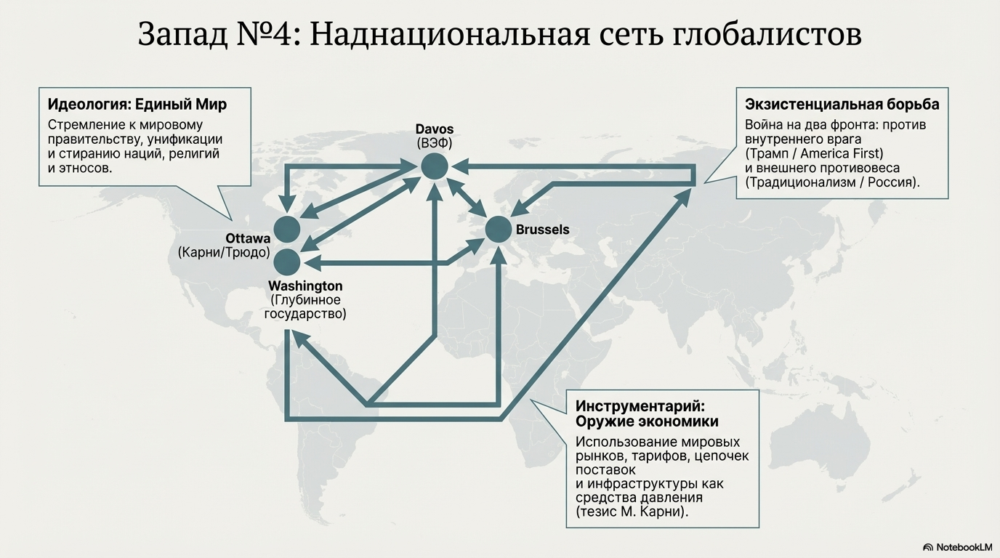 Запад №4: Наднациональная сеть глобалистов
Идеология: Единый Мир
Стремление к мировому
правительству, унификации
и стиранию наций, религий
и этносов.
Davos
(ВЭФ)
Экзистенциальная борьба
Война на два фронта: против
внутреннего врага
(Трамп / America First)
и внешнего противовеса
(Традиционализм / Россия).
Ottawa
(Карни/Трюдо)
Brussels
Washington
(Глубинное
государство)
Инструментарий:
Оружие экономики
Использование мировых
рынков, тарифов, цепочек
поставок
и инфраструктуры как
средства давления
(тезис М. Карни).
NotebookLM